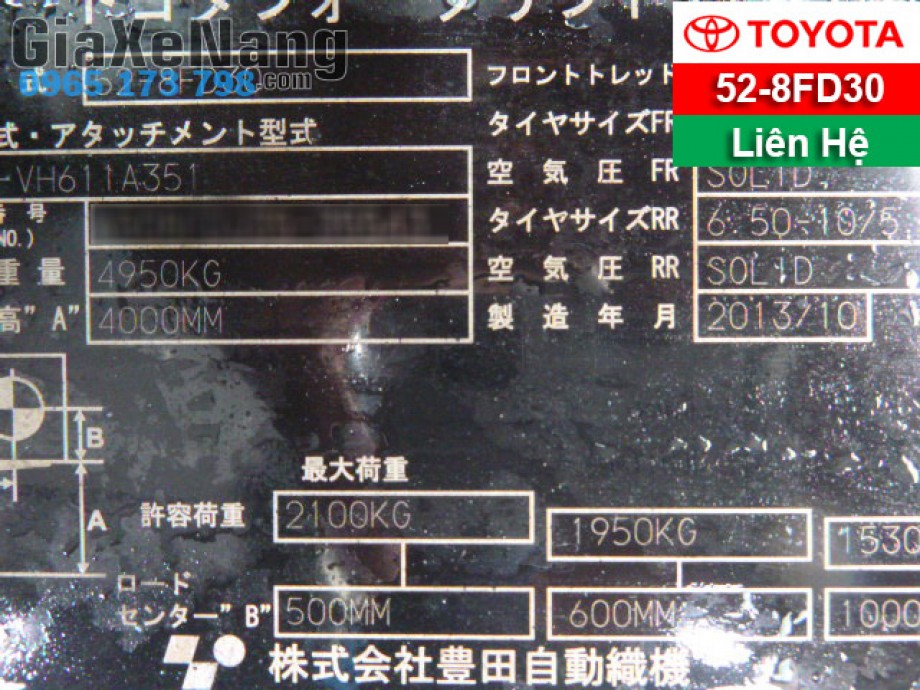 GiaXeNang
.com
0965 173 798
TOYOTA
52-8FD30
Liên Hệ
フロントトレッド
式・アタッチメント型式
タイヤサイズFR
-VH611A351
空気圧 FR SOLID
番号
NO.)
タイヤサイズRR 6.50-10/5
重量 4950KG
空気圧 RR SOLID
高"A" 4000MM
製造年月 2013/10
B
A
最大荷重
許容荷重 2100KG 1950KG 1530
ロード
センター"B" 500MM 600MM 1000
株式会社豊田自動織機